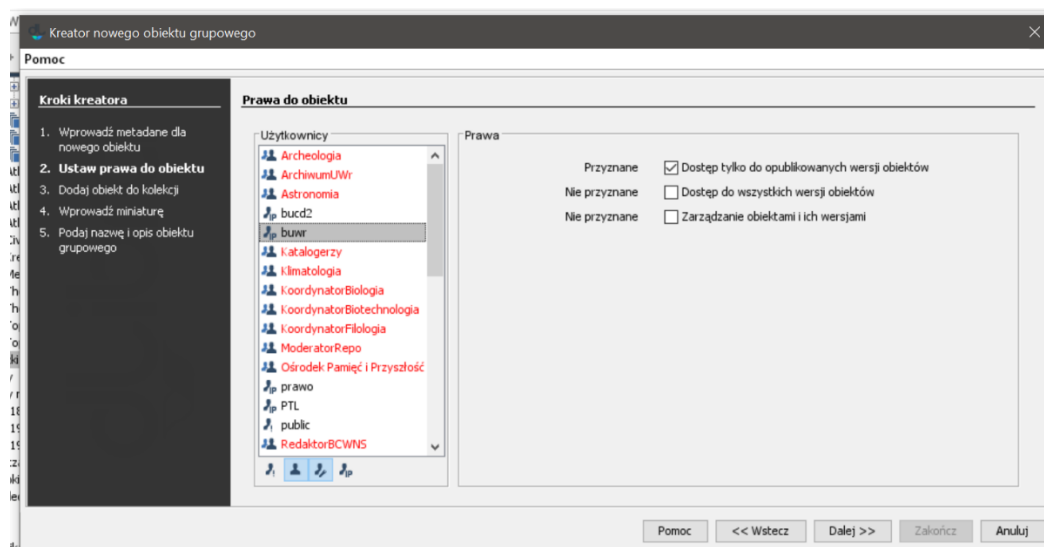 Kreator nowego obiektu grupowego
Pomoc
Kroki kreatora
1. Wprowadź metadane dla
nowego obiektu
2. Ustaw prawa do obiektu
3. Dodaj obiekt do kolekcji
4. Wprowadź miniaturę
5. Podaj nazwę i opis obiektu
grupowego
Prawa do obiektu
Użytkownicy
Archeologia
ArchiwumUWr
Astronomia
bucd2
buwr
Katalogerzy
Klimatologia
KoordynatorBiologia
KoordynatorBiotechnologia
KoordynatorFilologia
ModeratorRepo
Ośrodek Pamięć i Przyszłość
prawo
PTL
public
RedaktorBCWNS
Prawa
Przyznane Dostęp tylko do opublikowanych wersji obiektów
Nie przyznane Dostęp do wszystkich wersji obiektów
Nie przyznane Zarządzanie obiektami i ich wersjami
Pomoc << Wstecz Dalej >> Zakończ Anuluj